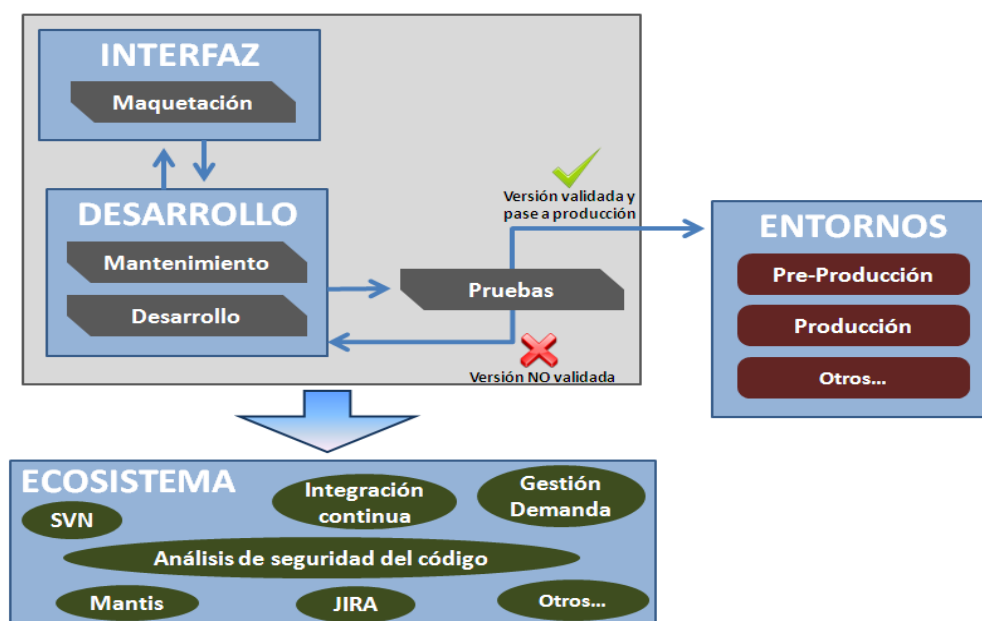 INTERFAZ
Maquetación
DESARROLLO
Mantenimiento
Desarrollo
Versión validada y
pase a producción
Pruebas
Versión NO validada
ENTORNOS
Pre-Producción
Producción
Otros...
ECOSISTEMA
SVN
Integración
continua
Gestión
Demanda
Análisis de seguridad del código
Mantis
JIRA
Otros...